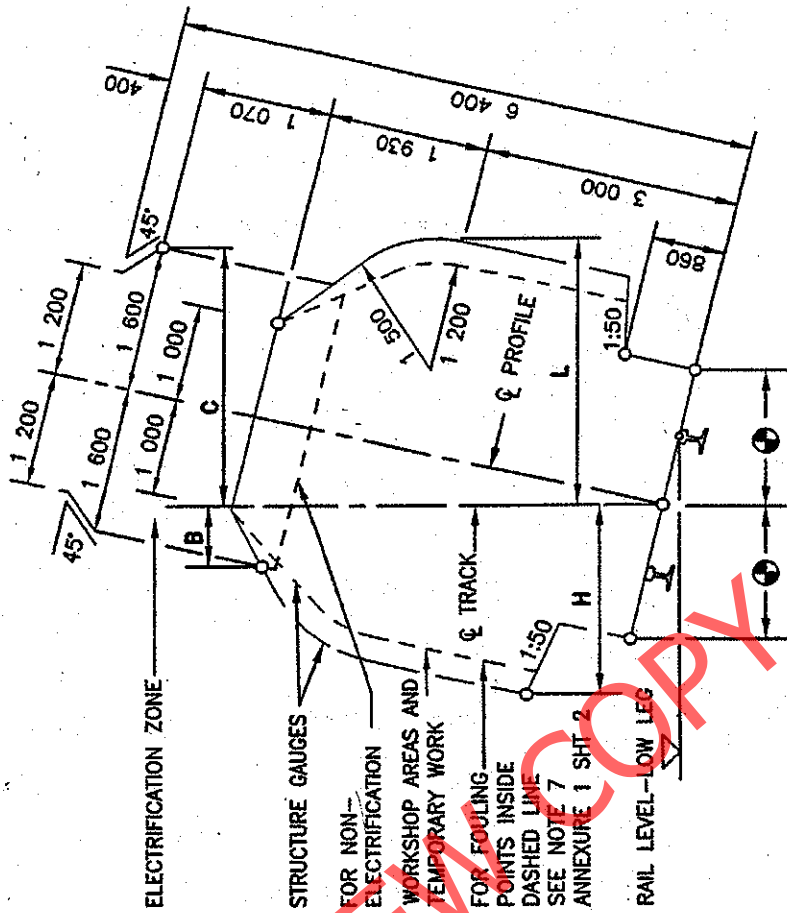 400
1 070
1 930
3 000
6 400
860
45°
1 200
1 600
1 000
1 200
1 600
1 000
45°
C
B
1 500
1 200
L
H
℄ PROFILE
℄ TRACK
1:50
1:50
ELECTRIFICATION ZONE
STRUCTURE GAUGES
FOR NON-
ELECTRIFICATION
WORKSHOP AREAS AND
TEMPORARY WORK
FOR FOULING
POINTS INSIDE
DASHED LINE
SEE NOTE 7
ANNEXURE 1 SHT 2
RAIL LEVEL-LOW LEG
EW COPY